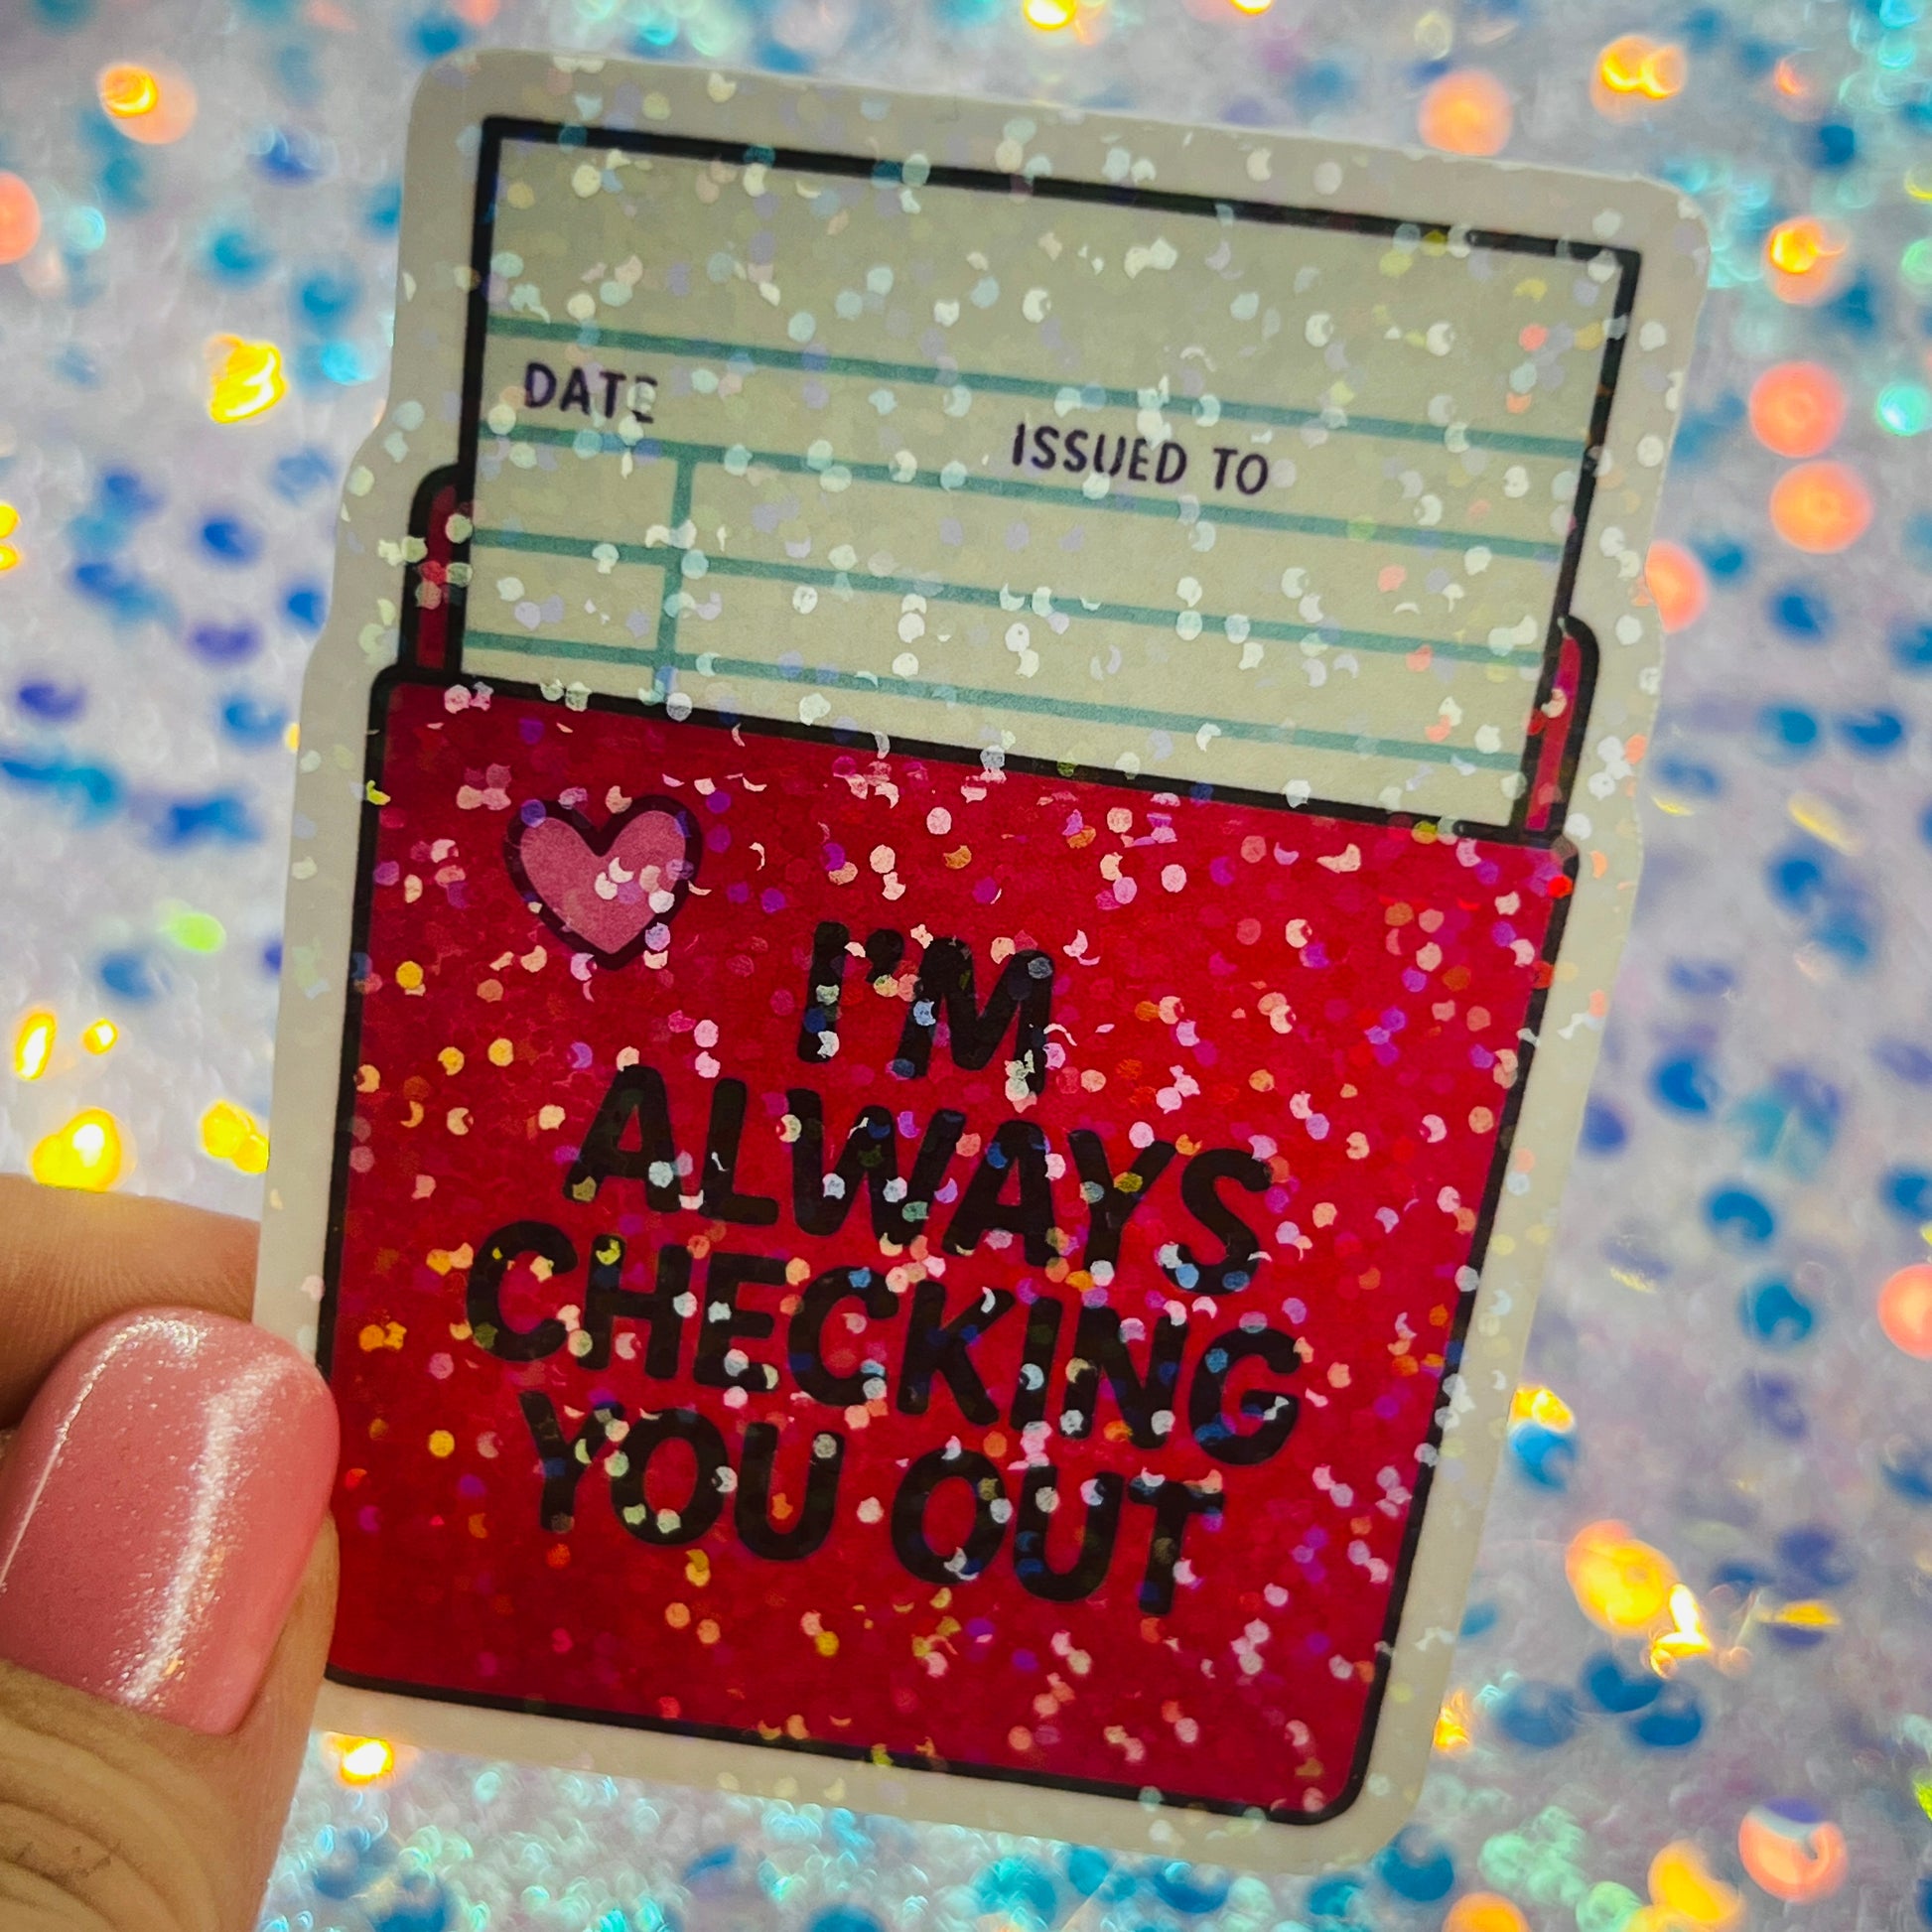 DATE ISSUED TO
I'M
ALWAYS
CHECKING
YOU OUT